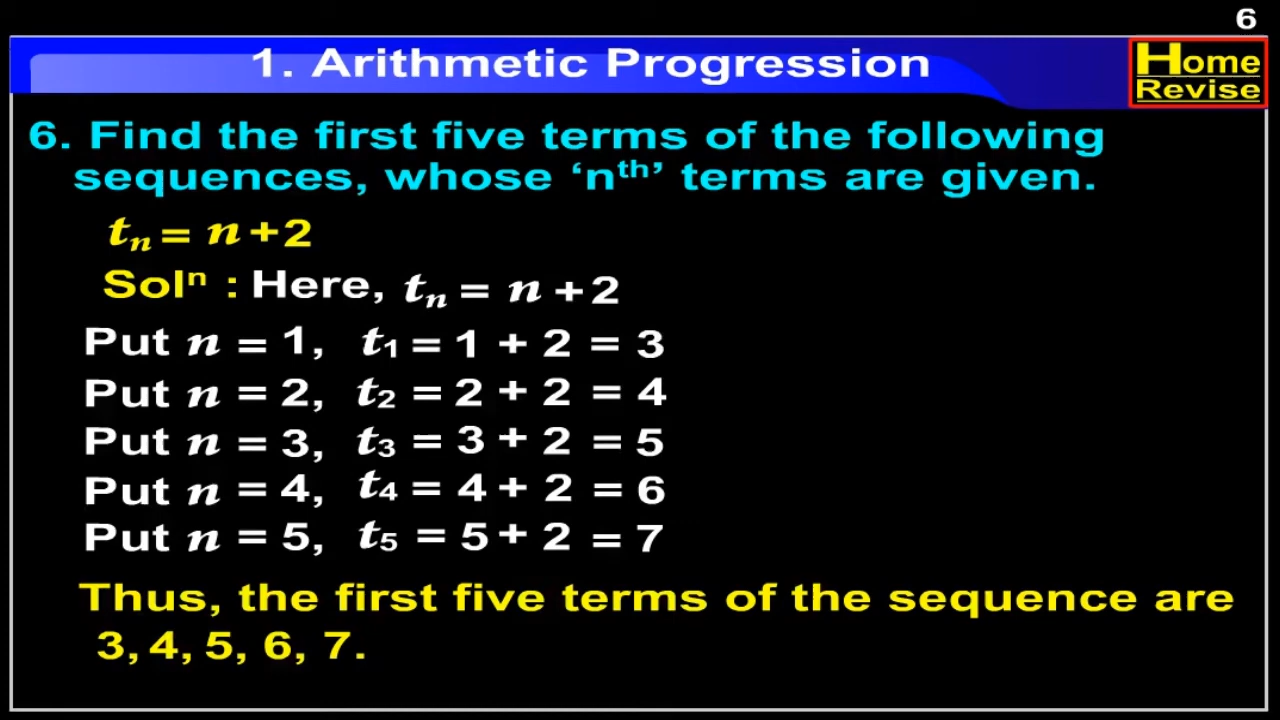 6
1. Arithmetic Progression
Home
Revise
6. Find the first five terms of the following
sequences, whose ‘nᵗʰ’ terms are given.
tₙ = n + 2
Solⁿ : Here, tₙ = n + 2
Put n = 1, t₁ = 1 + 2 = 3
Put n = 2, t₂ = 2 + 2 = 4
Put n = 3, t₃ = 3 + 2 = 5
Put n = 4, t₄ = 4 + 2 = 6
Put n = 5, t₅ = 5 + 2 = 7
Thus, the first five terms of the sequence are
3, 4, 5, 6, 7.